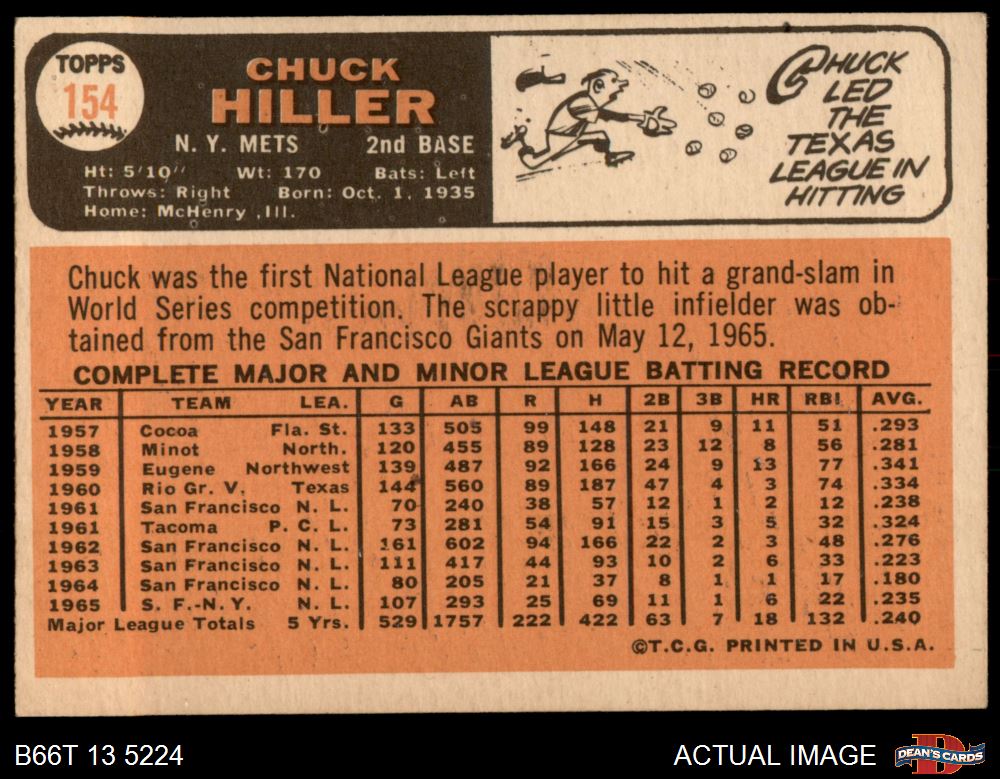 TOPPS
154
CHUCK
HILLER
N. Y. METS 2nd BASE
Ht: 5'10" Wt: 170 Bats: Left
Throws: Right Born: Oct. 1, 1935
Home: McHenry, Ill.
CHUCK
LED
THE
TEXAS
LEAGUE IN
HITTING
Chuck was the first National League player to hit a grand-slam in
World Series competition. The scrappy little infielder was ob-
tained from the San Francisco Giants on May 12, 1965.
COMPLETE MAJOR AND MINOR LEAGUE BATTING RECORD
YEAR TEAM LEA. G AB R H 2B 3B HR RBI AVG.
1957 Cocoa Fla. St. 133 505 99 148 21 9 11 51 .293
1958 Minot North. 120 455 89 128 23 12 8 56 .281
1959 Eugene Northwest 139 487 92 166 24 9 13 77 .341
1960 Rio Gr. V. Texas 144 560 89 187 47 4 3 74 .334
1961 San Francisco N. L. 70 240 38 57 12 1 2 12 .238
1961 Tacoma P. C. L. 73 281 54 91 15 3 5 32 .324
1962 San Francisco N. L. 161 602 94 166 22 2 3 48 .276
1963 San Francisco N. L. 111 417 44 93 10 2 6 33 .223
1964 San Francisco N. L. 80 205 21 37 8 1 1 17 .180
1965 S. F.-N. Y. N. L. 107 293 25 69 11 1 6 22 .235
Major League Totals 5 Yrs. 529 1757 222 422 63 7 18 132 .240
©T.C.G. PRINTED IN U.S.A.
B66T 13 5224 ACTUAL IMAGE DEAN'S CARDS